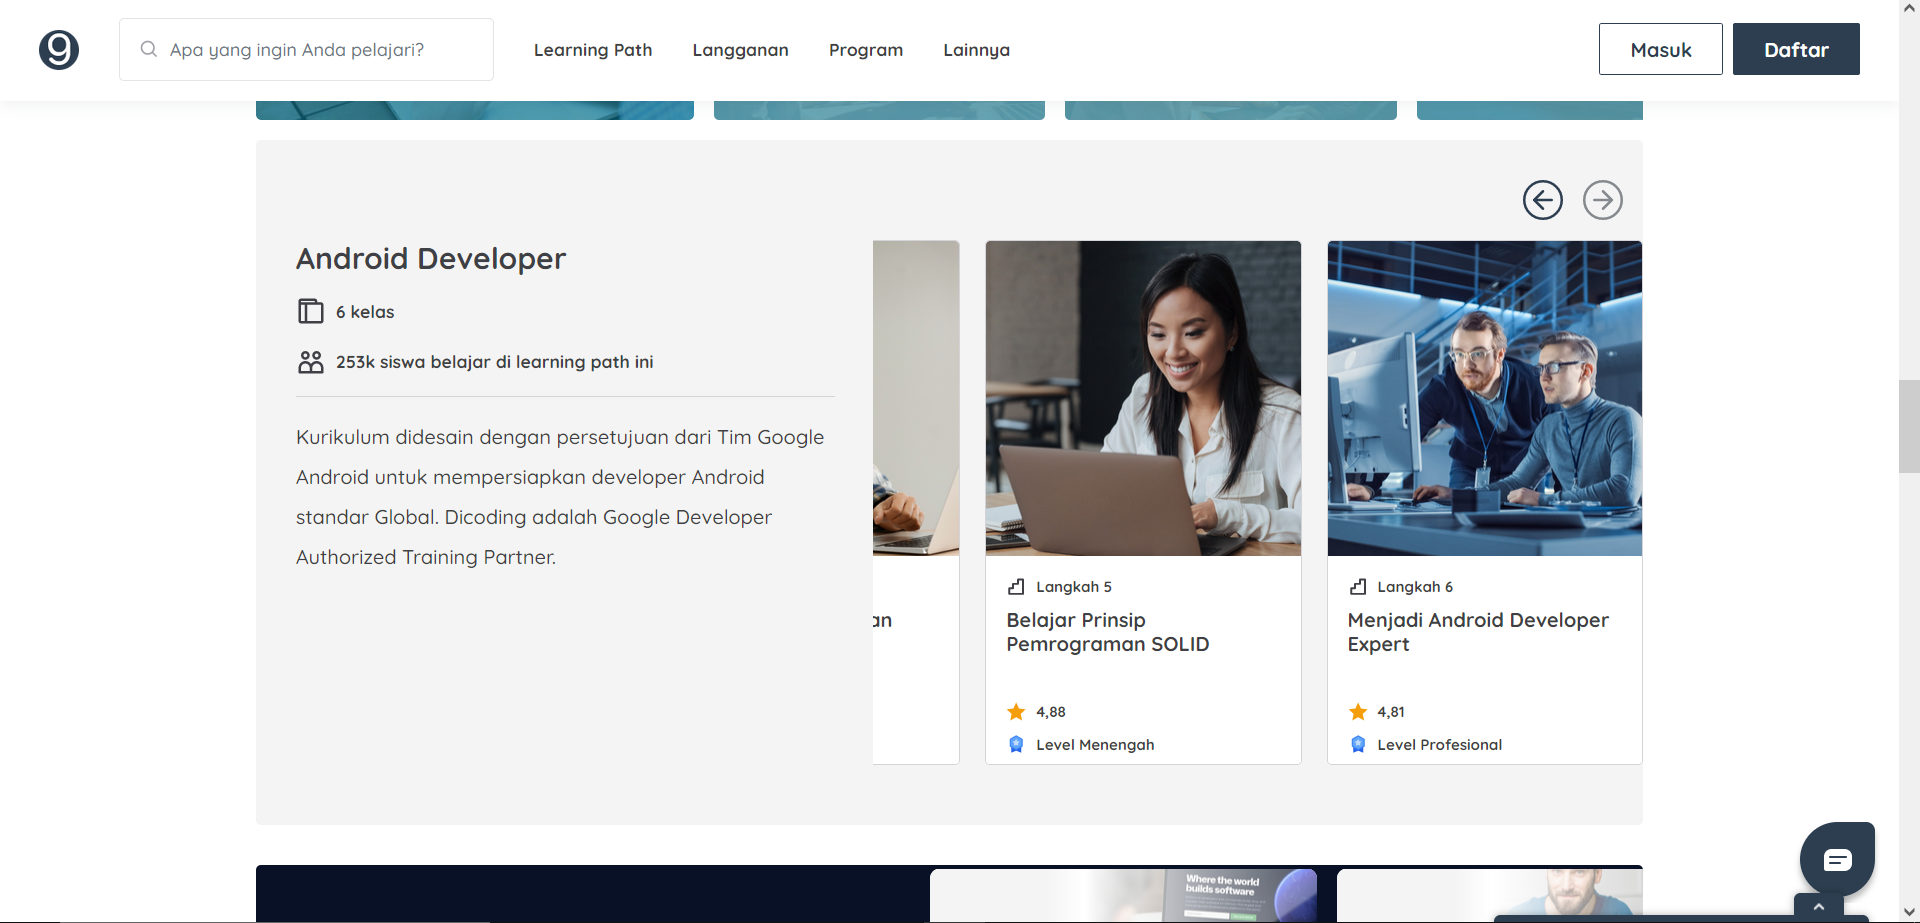 Apa yang ingin Anda pelajari?
Learning Path
Langganan
Program
Lainnya
Masuk
Daftar
Android Developer
6 kelas
253k siswa belajar di learning path ini
Kurikulum didesain dengan persetujuan dari Tim Google
Android untuk mempersiapkan developer Android
standar Global. Dicoding adalah Google Developer
Authorized Training Partner.
an
Langkah 5
Belajar Prinsip
Pemrograman SOLID
4,88
Level Menengah
Langkah 6
Menjadi Android Developer
Expert
4,81
Level Profesional
Where the world
builds software